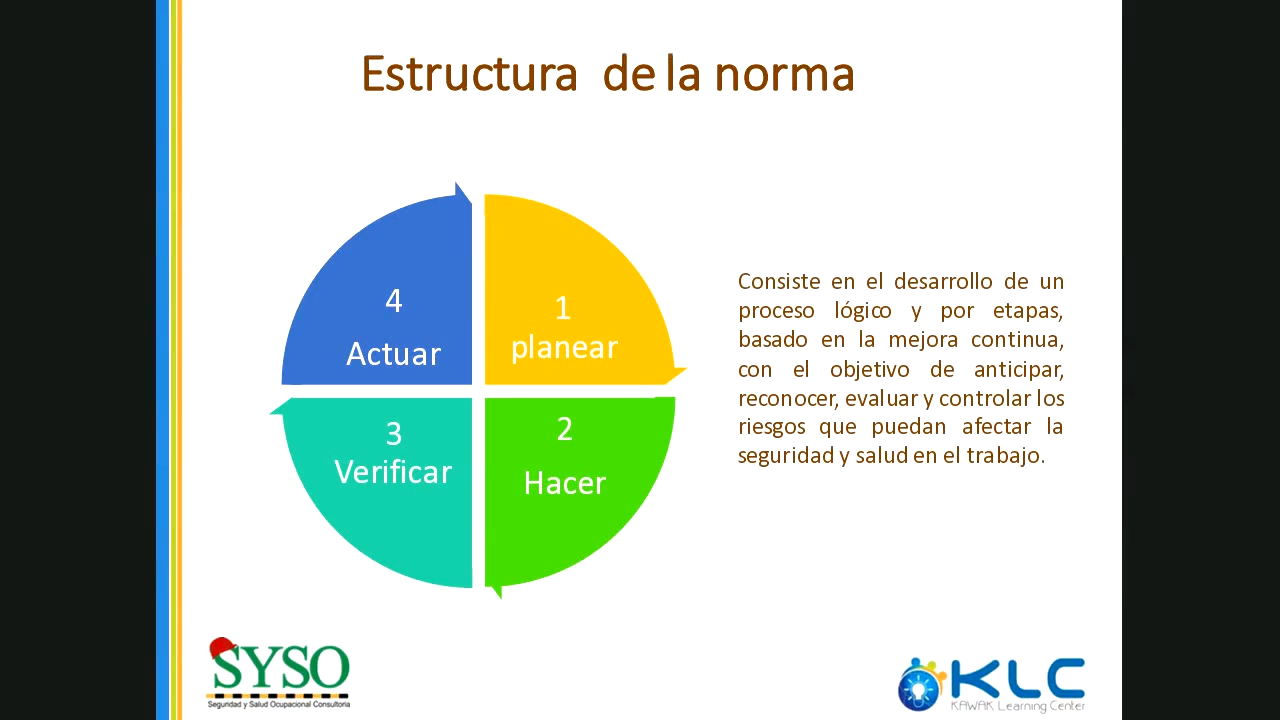 Estructura de la norma
4
Actuar
1
planear
3
Verificar
2
Hacer
Consiste en el desarrollo de un
proceso lógico y por etapas,
basado en la mejora continua,
con el objetivo de anticipar,
reconocer, evaluar y controlar los
riesgos que puedan afectar la
seguridad y salud en el trabajo.
SYSO
Seguridad y Salud Ocupacional Consultoria
KLC
KAWAK Learning Center